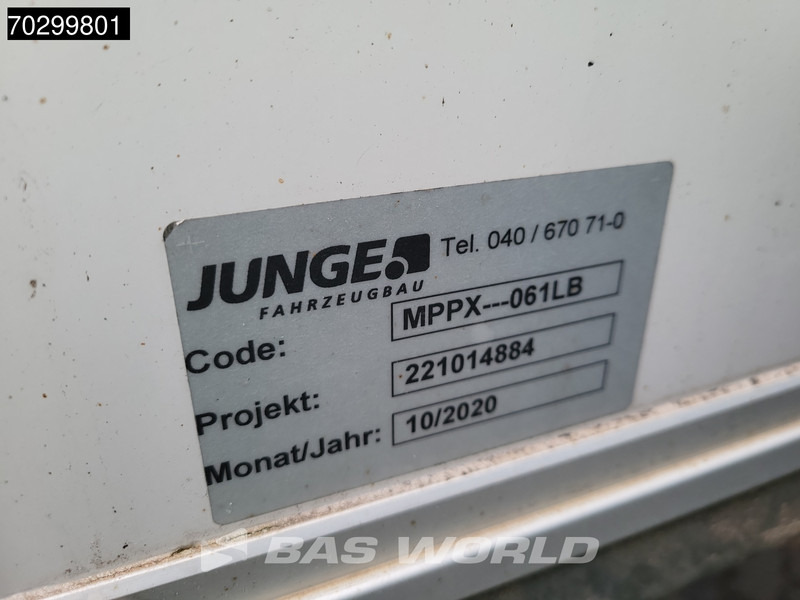 70299801
JUNGE Tel. 040 / 670 71-0
FAHRZEUGBAU
Code: MPPX---061LB
Projekt: 221014884
Monat/Jahr: 10/2020
BAS WORLD